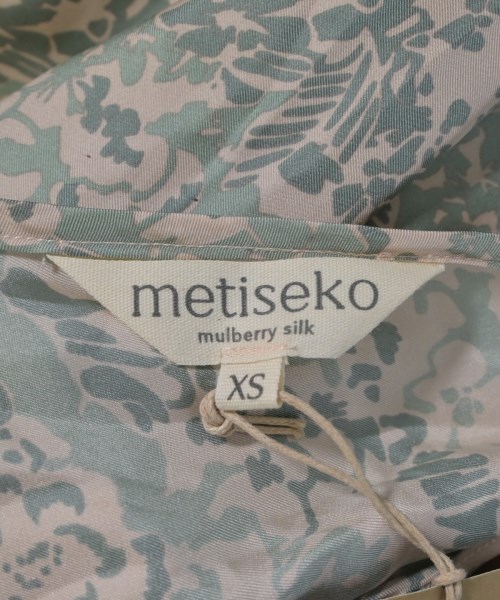 metiseko
mulberry silk
XS